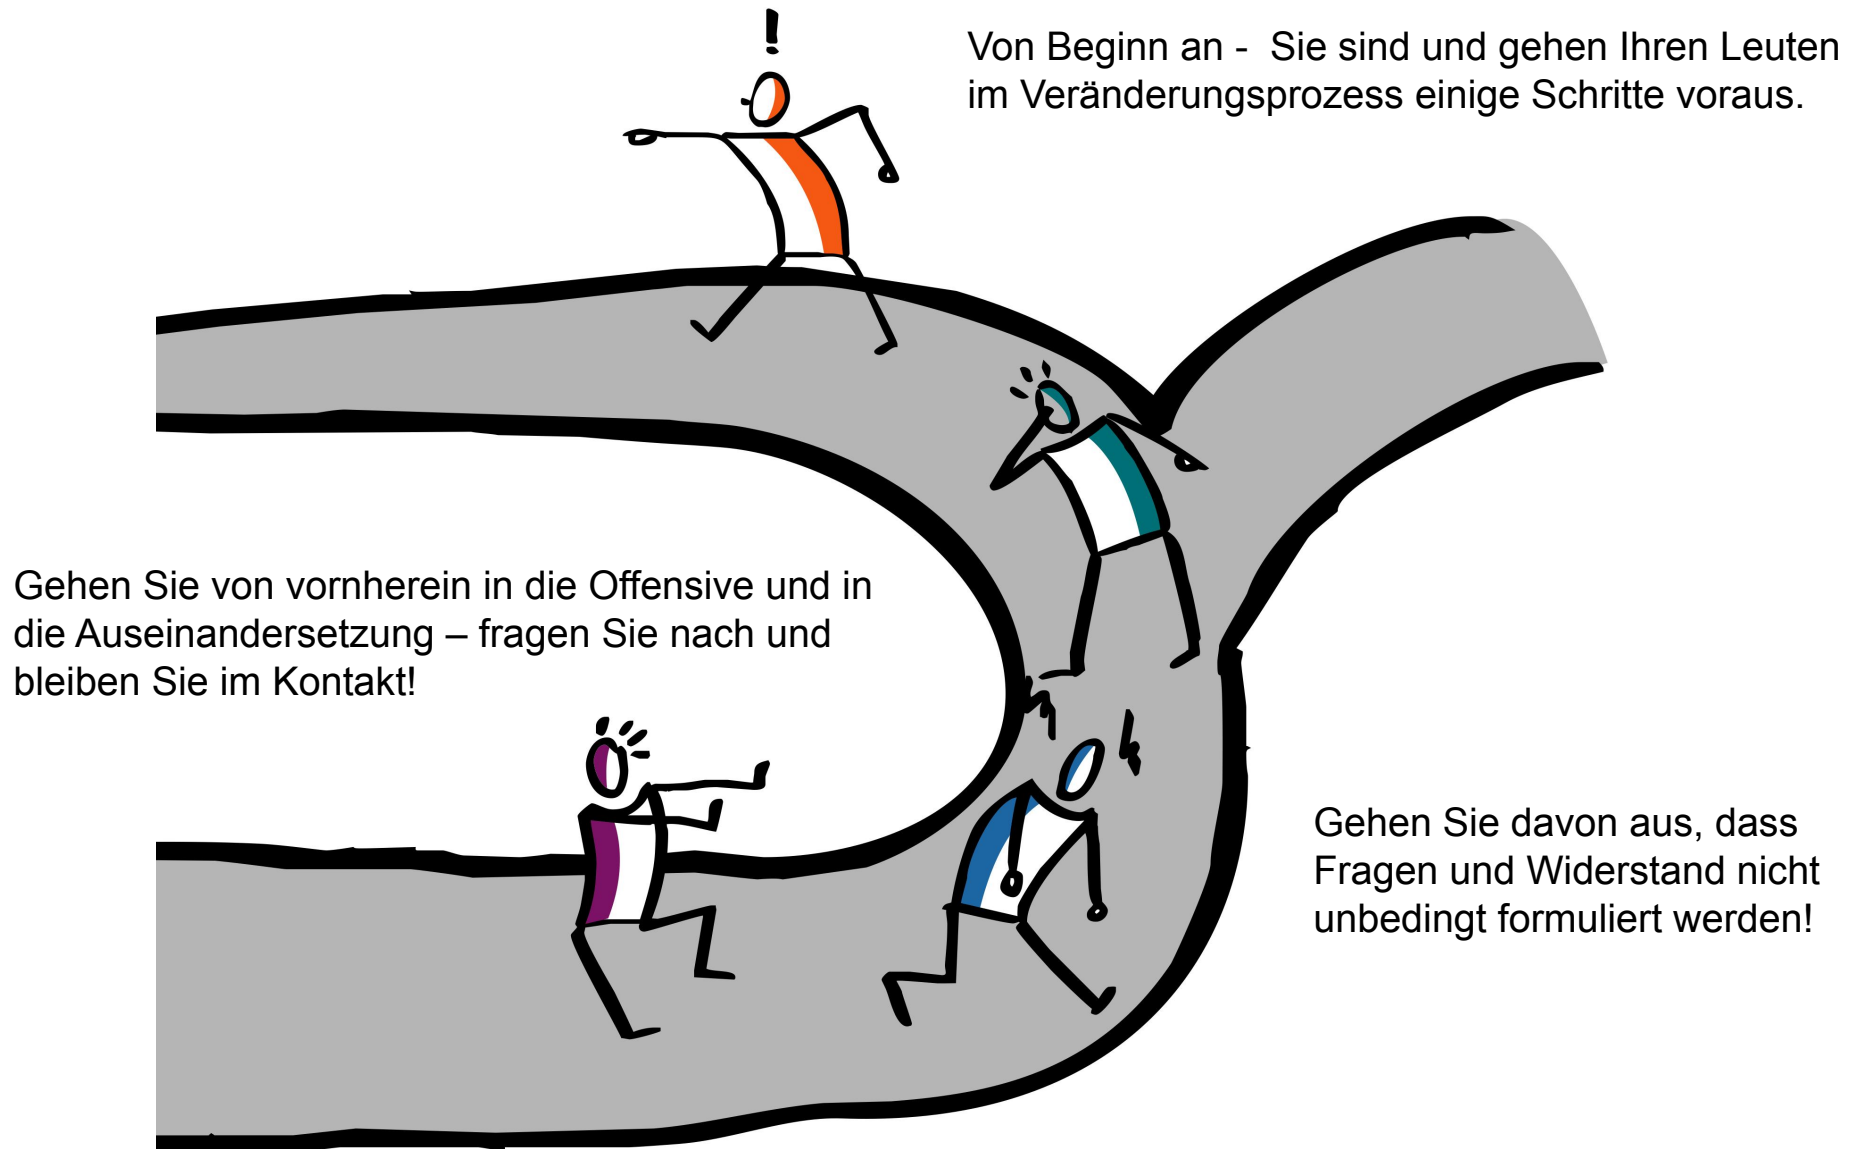 Von Beginn an -  Sie sind und gehen Ihren Leuten
im Veränderungsprozess einige Schritte voraus.
Gehen Sie von vornherein in die Offensive und in
die Auseinandersetzung – fragen Sie nach und
bleiben Sie im Kontakt!
Gehen Sie davon aus, dass
Fragen und Widerstand nicht
unbedingt formuliert werden!